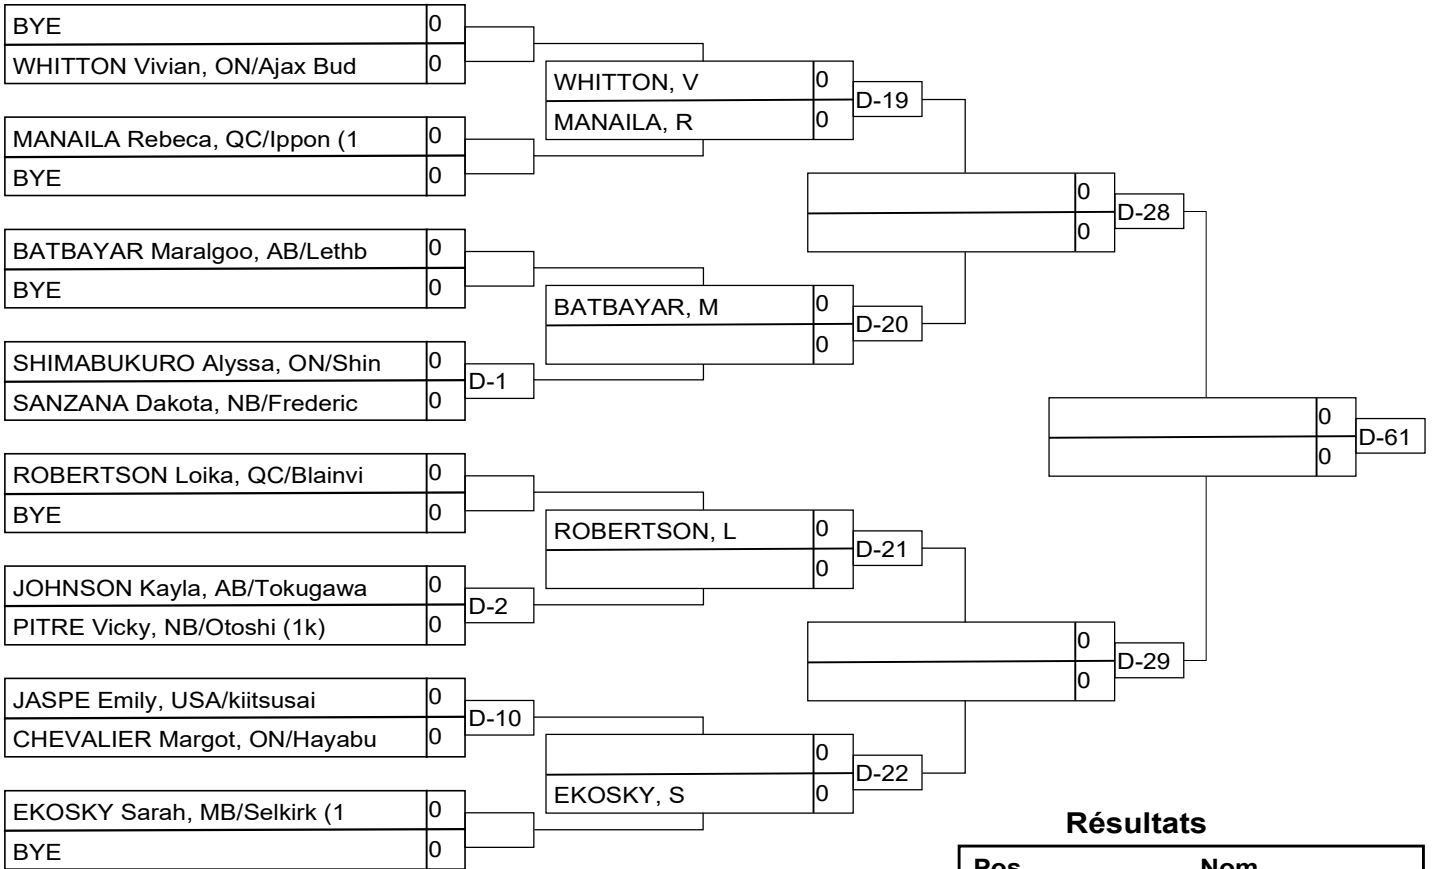 BYE 0
WHITTON Vivian, ON/Ajax Bud 0
MANAILA Rebeca, QC/Ippon (1 0
BYE 0
BATBAYAR Maralgoo, AB/Lethb 0
BYE 0
SHIMABUKURO Alyssa, ON/Shin 0
SANZANA Dakota, NB/Frederic 0
D-1
ROBERTSON Loika, QC/Blainvi 0
BYE 0
JOHNSON Kayla, AB/Tokugawa 0
PITRE Vicky, NB/Otoshi (1k) 0
D-2
JASPE Emily, USA/kiitsusai 0
CHEVALIER Margot, ON/Hayabu 0
D-10
EKOSKY Sarah, MB/Selkirk (1 0
BYE 0
WHITTON, V 0
MANAILA, R 0
D-19
BATBAYAR, M 0
0
D-20
ROBERTSON, L 0
0
D-21
0
EKOSKY, S 0
D-22
0
0
D-28
0
0
D-29
0
0
D-61
Résultats
Pos Nom